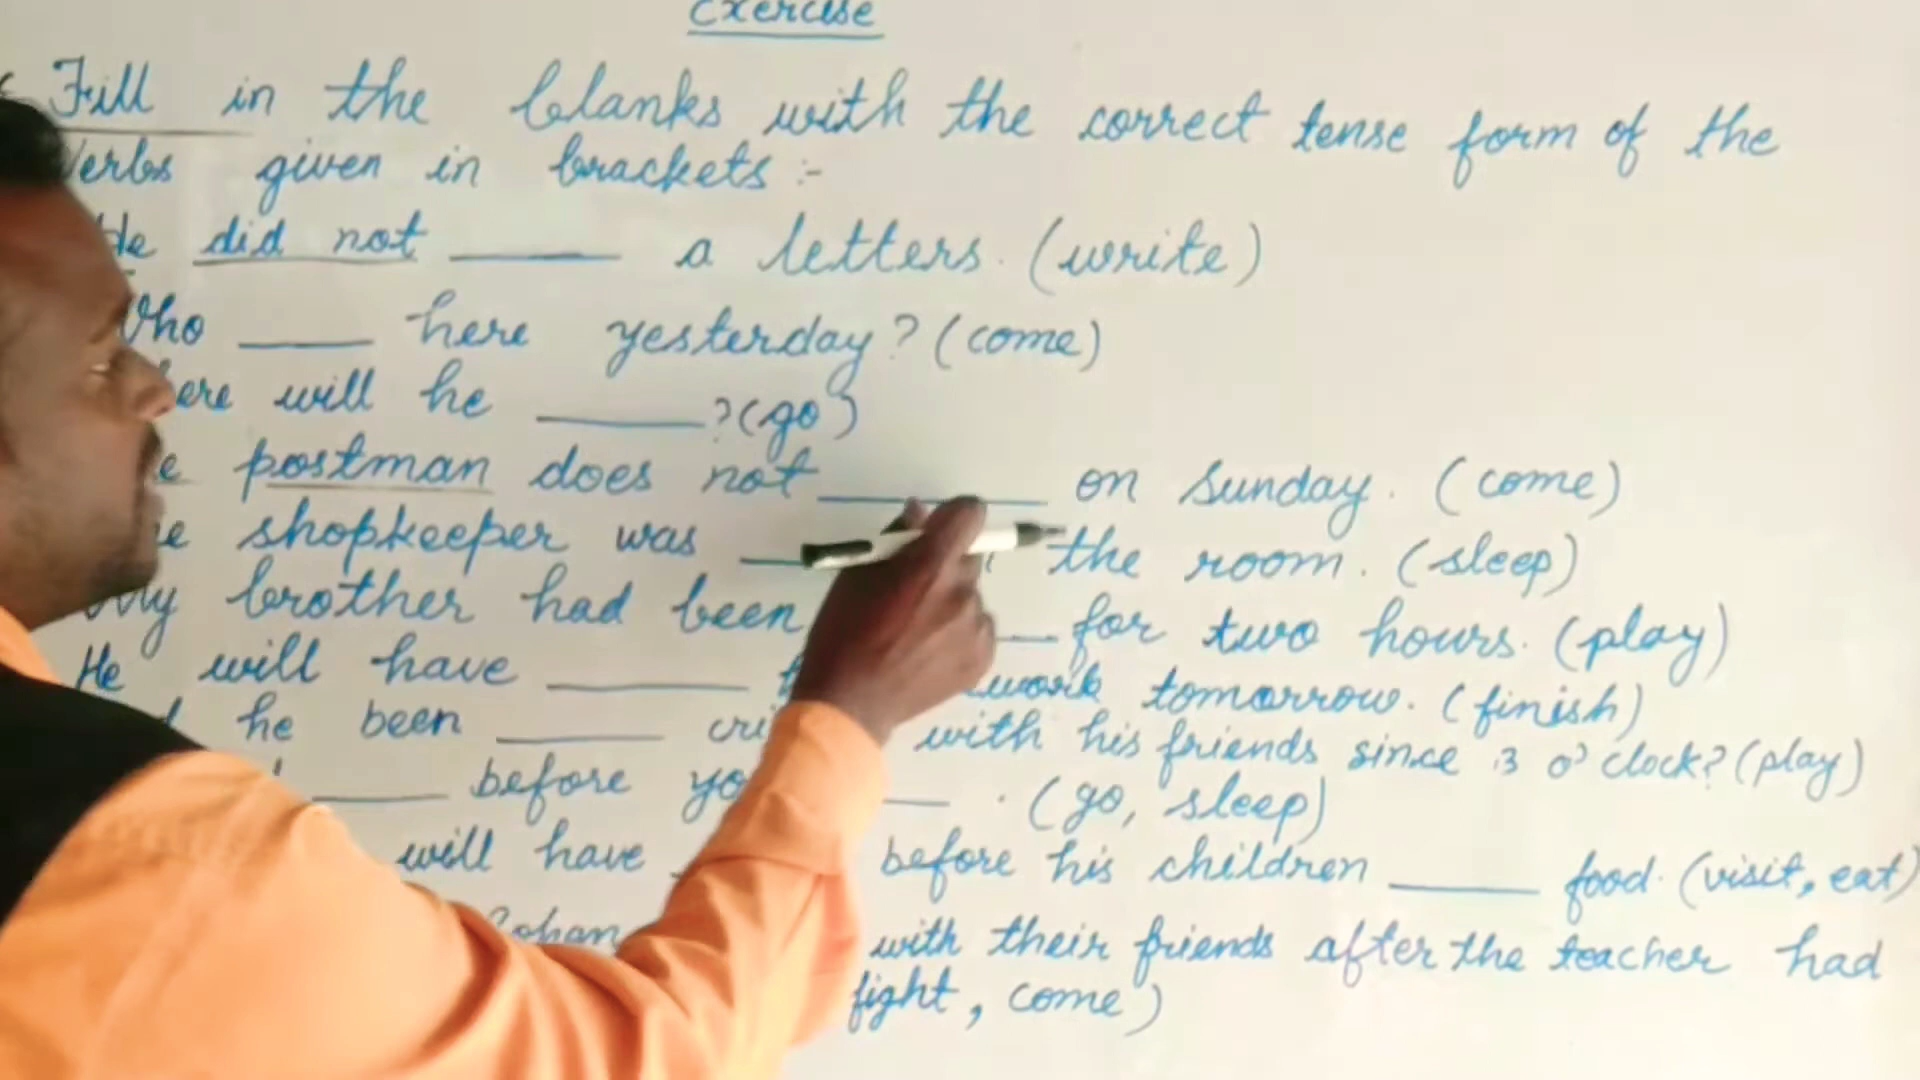 Exercise
Fill in the blanks with the correct tense form of the
Verbs given in brackets :-
He did not ______ a letters. (write)
Who ______ here yesterday? (come)
will he ______? (go)
postman does not ______ on Sunday. (come)
shopkeeper was ______ the room. (sleep)
My brother had been ______ for two hours. (play)
He will have ______ work tomorrow. (finish)
he been ______ with his friends since 3 o'clock? (play)
______ before ______. (go, sleep)
will have ______ before his children ______ food. (visit, eat)
Rohan with their friends after the teacher had
fight, come)